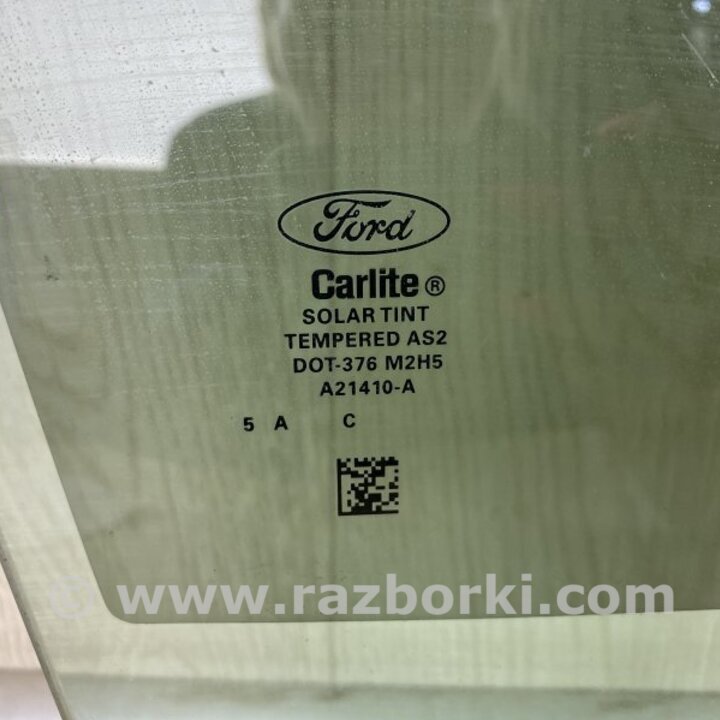 Ford
Carlite ®
SOLAR TINT
TEMPERED AS2
DOT-376 M2H5
A21410-A
5 A C
© www.razborki.com